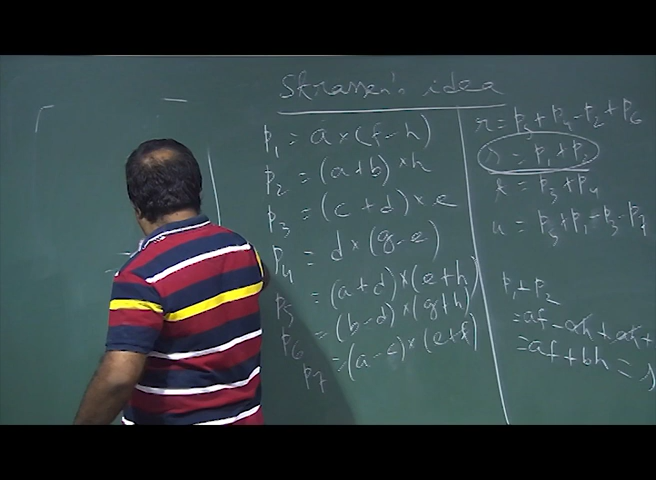 Strassen's idea
P1 = a × (f - h)
P2 = (a + b) × h
P3 = (c + d) × e
P4 = d × (g - e)
P5 = (a + d) × (e + h)
P6 = (b - d) × (g + h)
P7 = (a - c) × (e + f)
r = P5 + P4 - P2 + P6
s = P1 + P2
t = P3 + P4
u = P5 + P1 - P3 - P7
P1 + P2
= af - ah + ah +
= af + bh = s